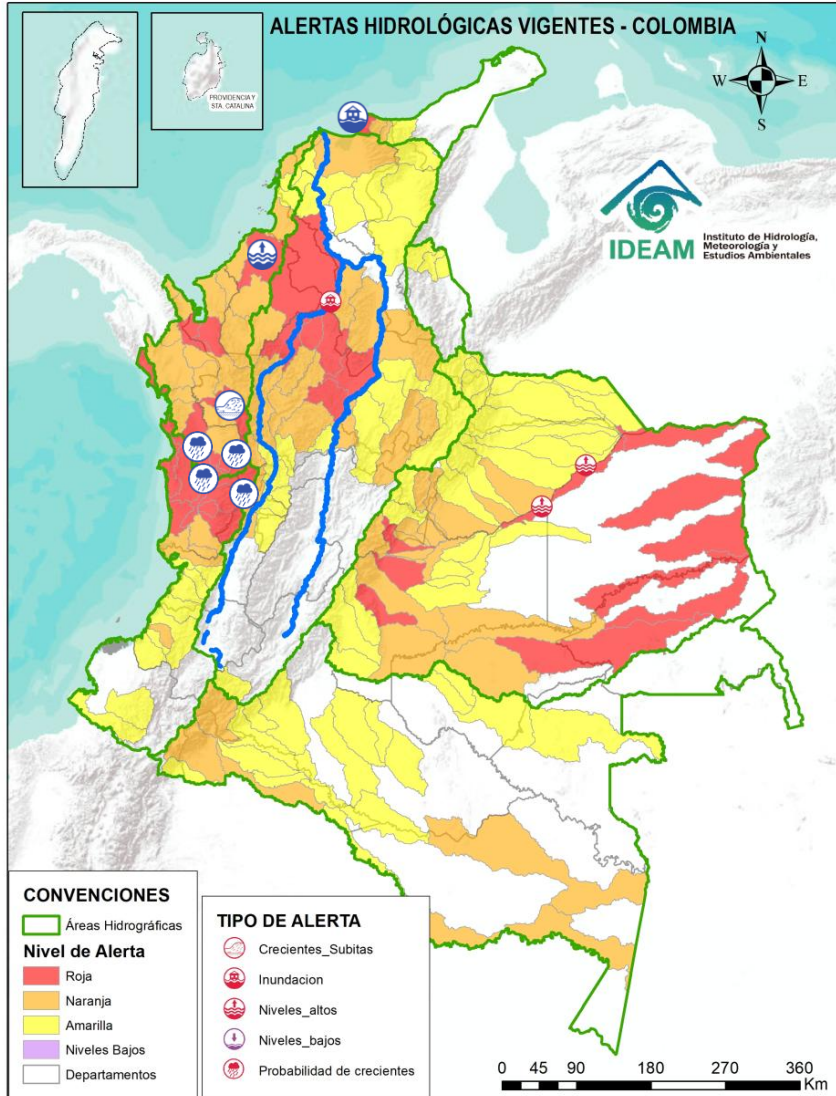 ALERTAS HIDROLÓGICAS VIGENTES - COLOMBIA
PROVIDENCIA Y
STA. CATALINA
N
W
E
S
IDEAM
Instituto de Hidrología,
Meteorología y
Estudios Ambientales
CONVENCIONES
Áreas Hidrográficas
Nivel de Alerta
Roja
Naranja
Amarilla
Niveles Bajos
Departamentos
TIPO DE ALERTA
Crecientes_Subitas
Inundacion
Niveles_altos
Niveles_bajos
Probabilidad de crecientes
0 45 90 180 270 360
Km